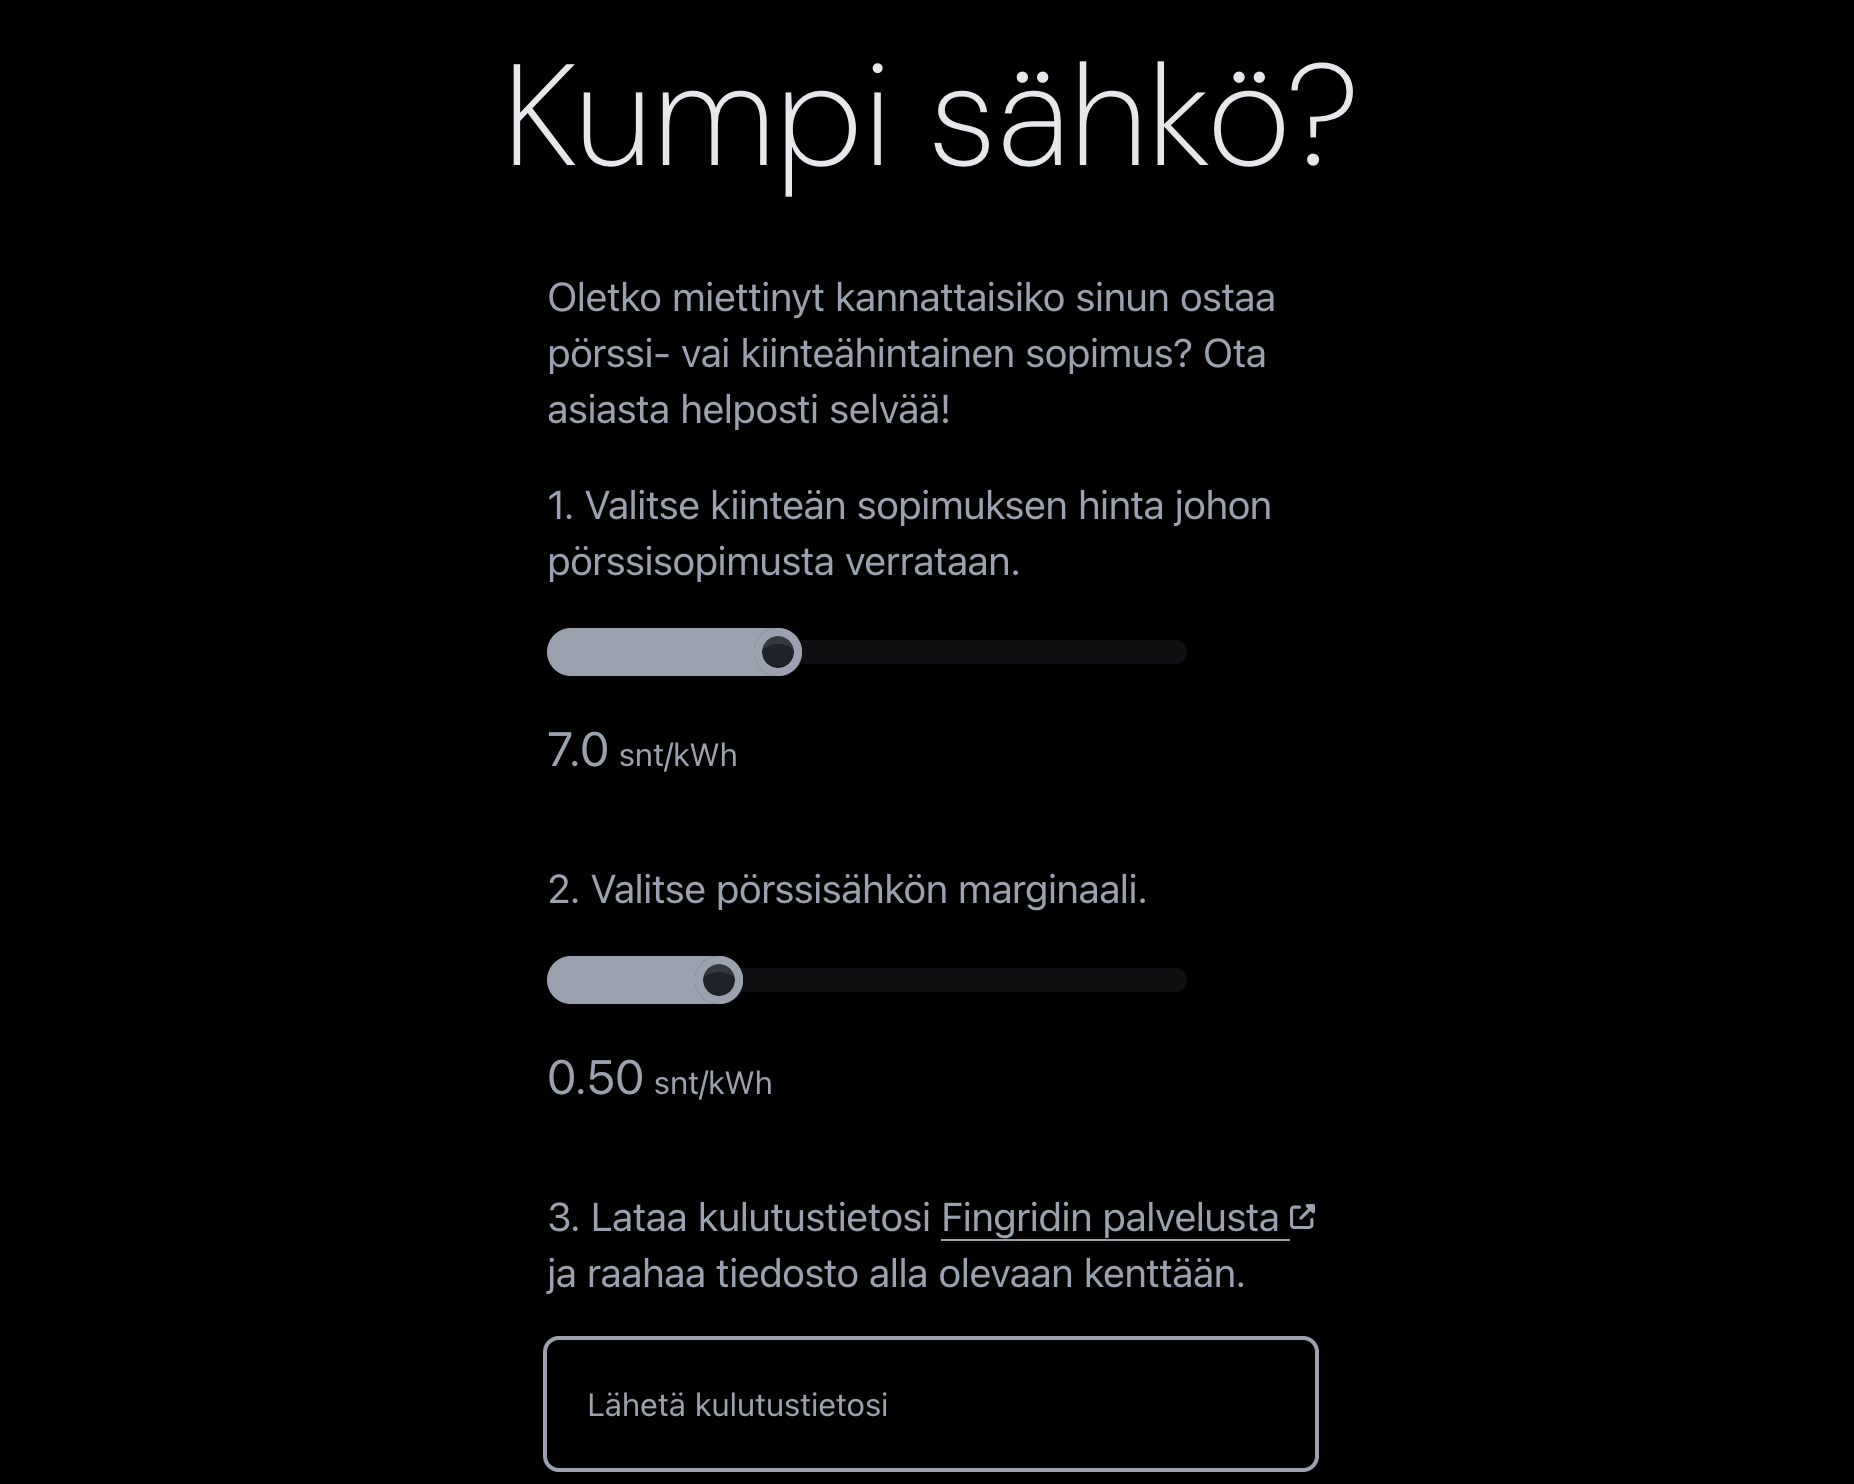 Kumpi sähkö?
Oletko miettinyt kannattaisiko sinun ostaa
pörssi- vai kiinteähintainen sopimus? Ota
asiasta helposti selvää!
1. Valitse kiinteän sopimuksen hinta johon
pörssisopimusta verrataan.
7.0 snt/kWh
2. Valitse pörssisähkön marginaali.
0.50 snt/kWh
3. Lataa kulutustietosi Fingridin palvelusta
ja raahaa tiedosto alla olevaan kenttään.
Lähetä kulutustietosi